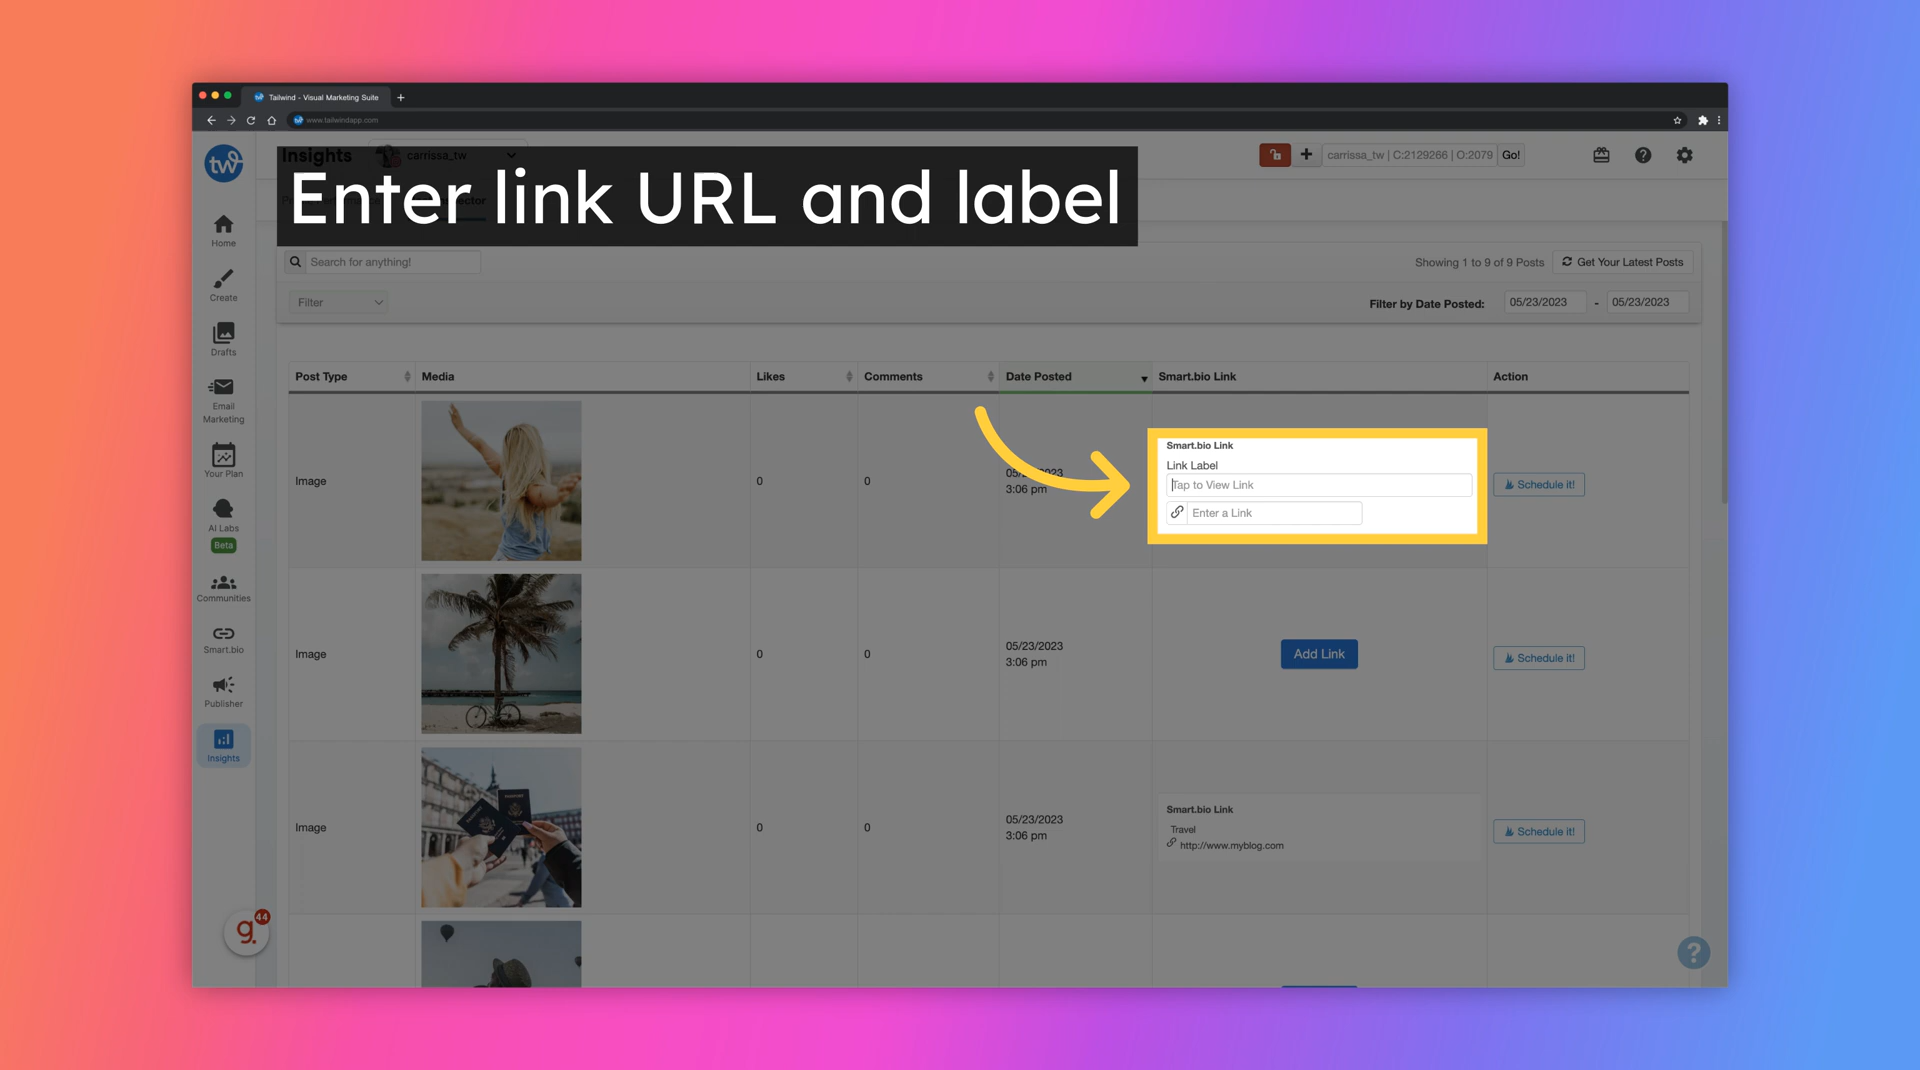 Tailwind - Visual Marketing Suite
www.tailwindapp.com
tw
Insights
carrissa_tw
carrissa_tw | C:2129266 | O:2079
Go!
Enter link URL and label
Home
Create
Drafts
Email
Marketing
Your Plan
AI Labs
Beta
Communities
Smart.bio
Publisher
Insights
g.
44
Search for anything!
Showing 1 to 9 of 9 Posts
Get Your Latest Posts
Filter
Filter by Date Posted:
05/23/2023
-
05/23/2023
Post Type
Media
Likes
Comments
Date Posted
Smart.bio Link
Action
Image
0
0
3:06 pm
Smart.bio Link
Link Label
Tap to View Link
Enter a Link
Schedule it!
Image
0
0
05/23/2023
3:06 pm
Add Link
Schedule it!
Image
0
0
05/23/2023
3:06 pm
Smart.bio Link
Travel
http://www.myblog.com
Schedule it!
?